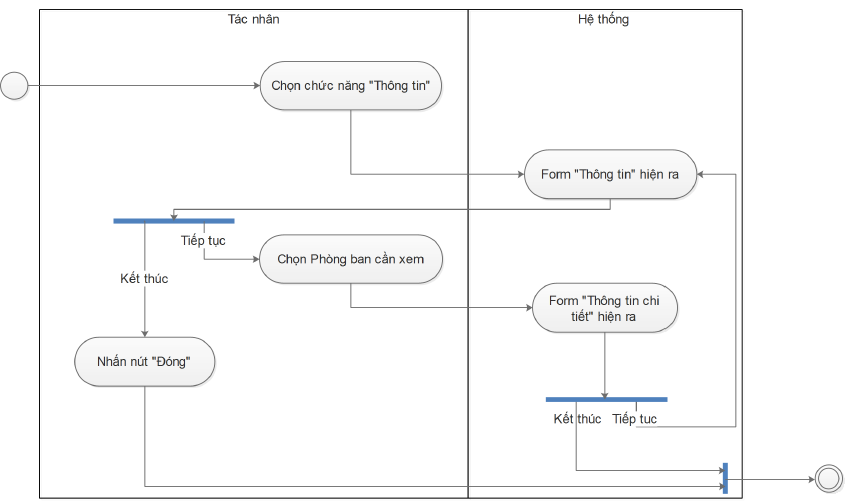 Tác nhân
Hệ thống
Chọn chức năng "Thông tin"
Form "Thông tin" hiện ra
Tiếp tục
Chọn Phòng ban cần xem
Kết thúc
Form "Thông tin chi
tiết" hiện ra
Nhấn nút "Đóng"
Kết thúc
Tiếp tuc